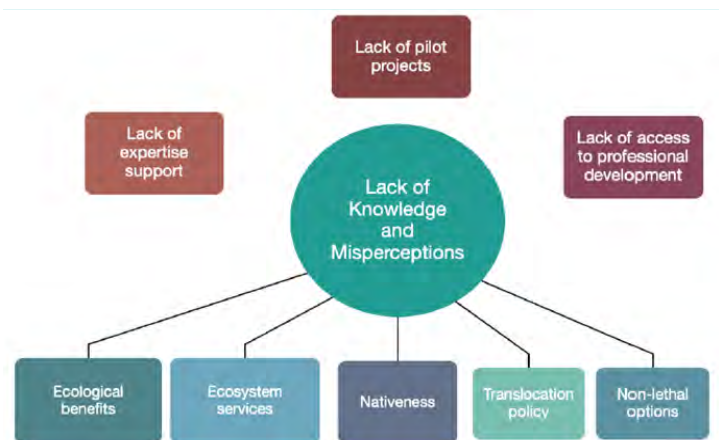 Lack of pilot
projects
Lack of
expertise
support
Lack of access
to professional
development
Lack of
Knowledge
and
Misperceptions
Ecological
benefits
Ecosystem
services
Nativeness
Translocation
policy
Non-lethal
options